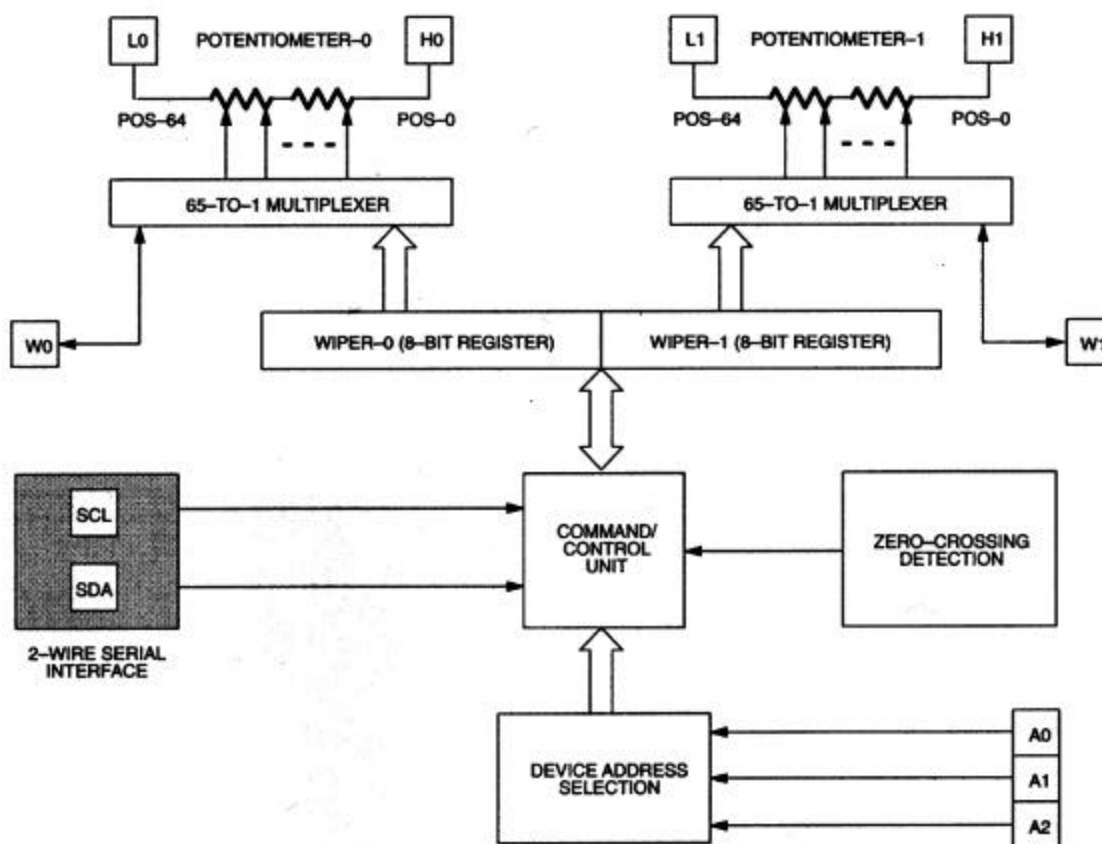 L0 POTENTIOMETER-0 H0
L1 POTENTIOMETER-1 H1
POS-64 POS-0
POS-64 POS-0
65-TO-1 MULTIPLEXER
65-TO-1 MULTIPLEXER
W0
WIPER-0 (8-BIT REGISTER)
WIPER-1 (8-BIT REGISTER)
W1
SCL
SDA
2-WIRE SERIAL
INTERFACE
COMMAND/
CONTROL
UNIT
ZERO-CROSSING
DETECTION
DEVICE ADDRESS
SELECTION
A0
A1
A2